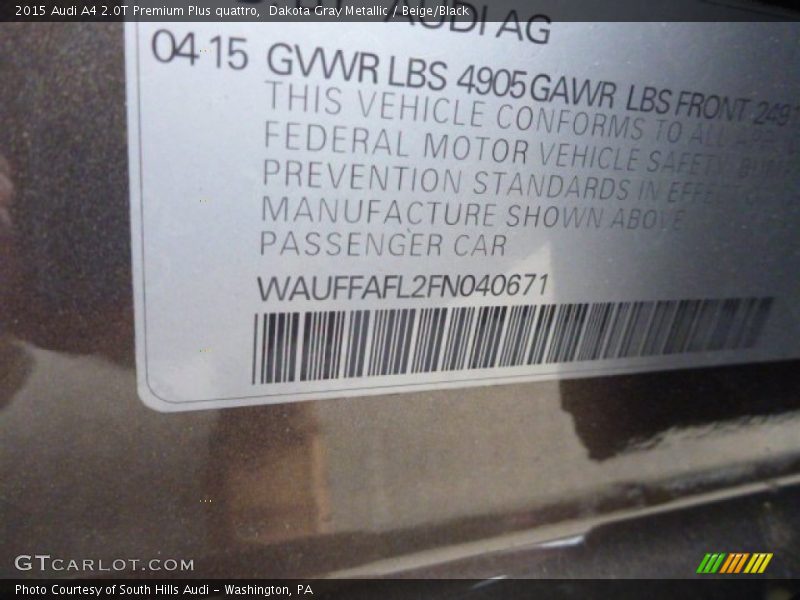 2015 Audi A4 2.0T Premium Plus quattro, Dakota Gray Metallic / Beige/Black
AUDI AG
04 15 GVWR LBS 4905 GAWR LBS FRONT
THIS VEHICLE CONFORMS TO ALL
FEDERAL MOTOR VEHICLE SAFETY,
PREVENTION STANDARDS IN EFFECT
MANUFACTURE SHOWN ABOVE
PASSENGER CAR
WAUFFAFL2FN040671
GTCARLOT.COM
Photo Courtesy of South Hills Audi - Washington, PA